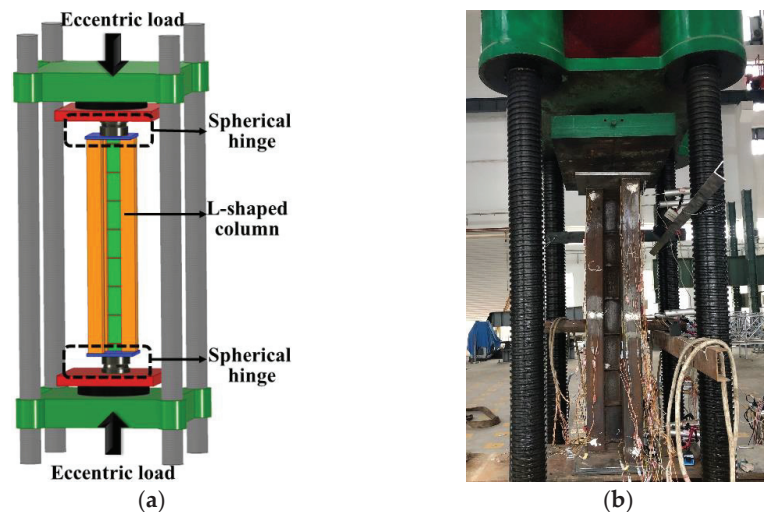 Eccentric load
Spherical
hinge
L-shaped
column
Spherical
hinge
Eccentric load
(a)
(b)